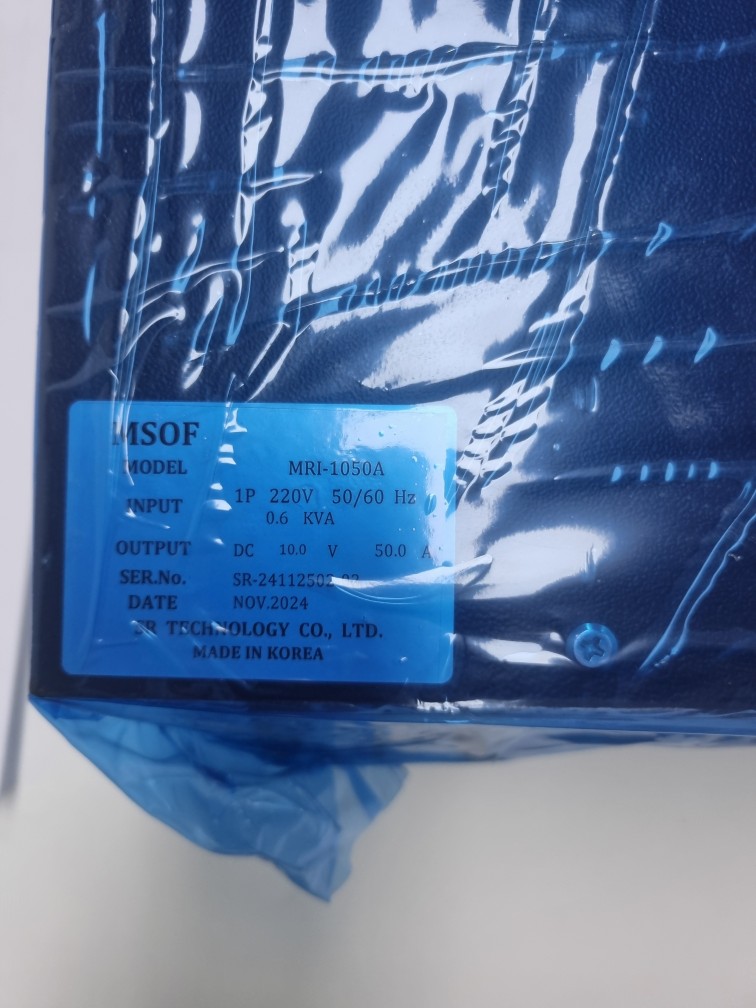 MSOF
MODEL MRI-1050A
INPUT 1P 220V 50/60 Hz
0.6 KVA
OUTPUT DC 10.0 V 50.0 A
SER.No.
DATE NOV.2024
TECHNOLOGY CO., LTD.
MADE IN KOREA